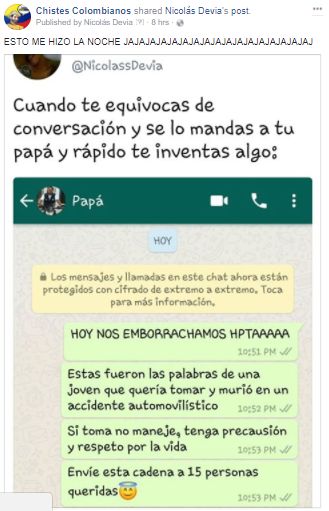 Chistes Colombianos shared Nicolás Devia's post.
Published by Nicolás Devia [?] · 8 hrs ·
ESTO ME HIZO LA NOCHE JAJAJAJAJAJAJAJAJAJAJAJAJAJAJAJAJAJ
@NicolassDevia
Cuando te equivocas de
conversación y se lo mandas a tu
papá y rápido te inventas algo:
Papá
HOY
Los mensajes y llamadas en este chat ahora están
protegidos con cifrado de extremo a extremo. Toca
para más información.
HOY NOS EMBORRACHAMOS HPTAAAAA
10:51 PM
Estas fueron las palabras de una
joven que quería tomar y murió en un
accidente automovilístico
10:52 PM
Si toma no maneje, tenga precausión
y respeto por la vida
10:53 PM
Envíe esta cadena a 15 personas
queridas😇
10:53 PM